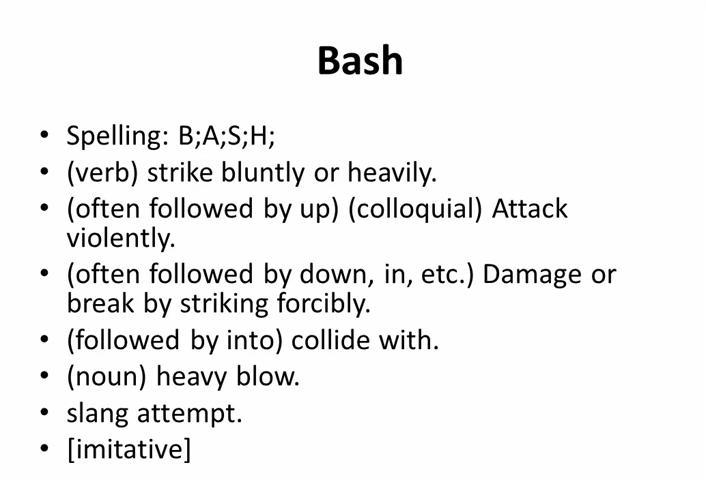 Bash
• Spelling: B;A;S;H;
• (verb) strike bluntly or heavily.
• (often followed by up) (colloquial) Attack
violently.
• (often followed by down, in, etc.) Damage or
break by striking forcibly.
• (followed by into) collide with.
• (noun) heavy blow.
• slang attempt.
• [imitative]